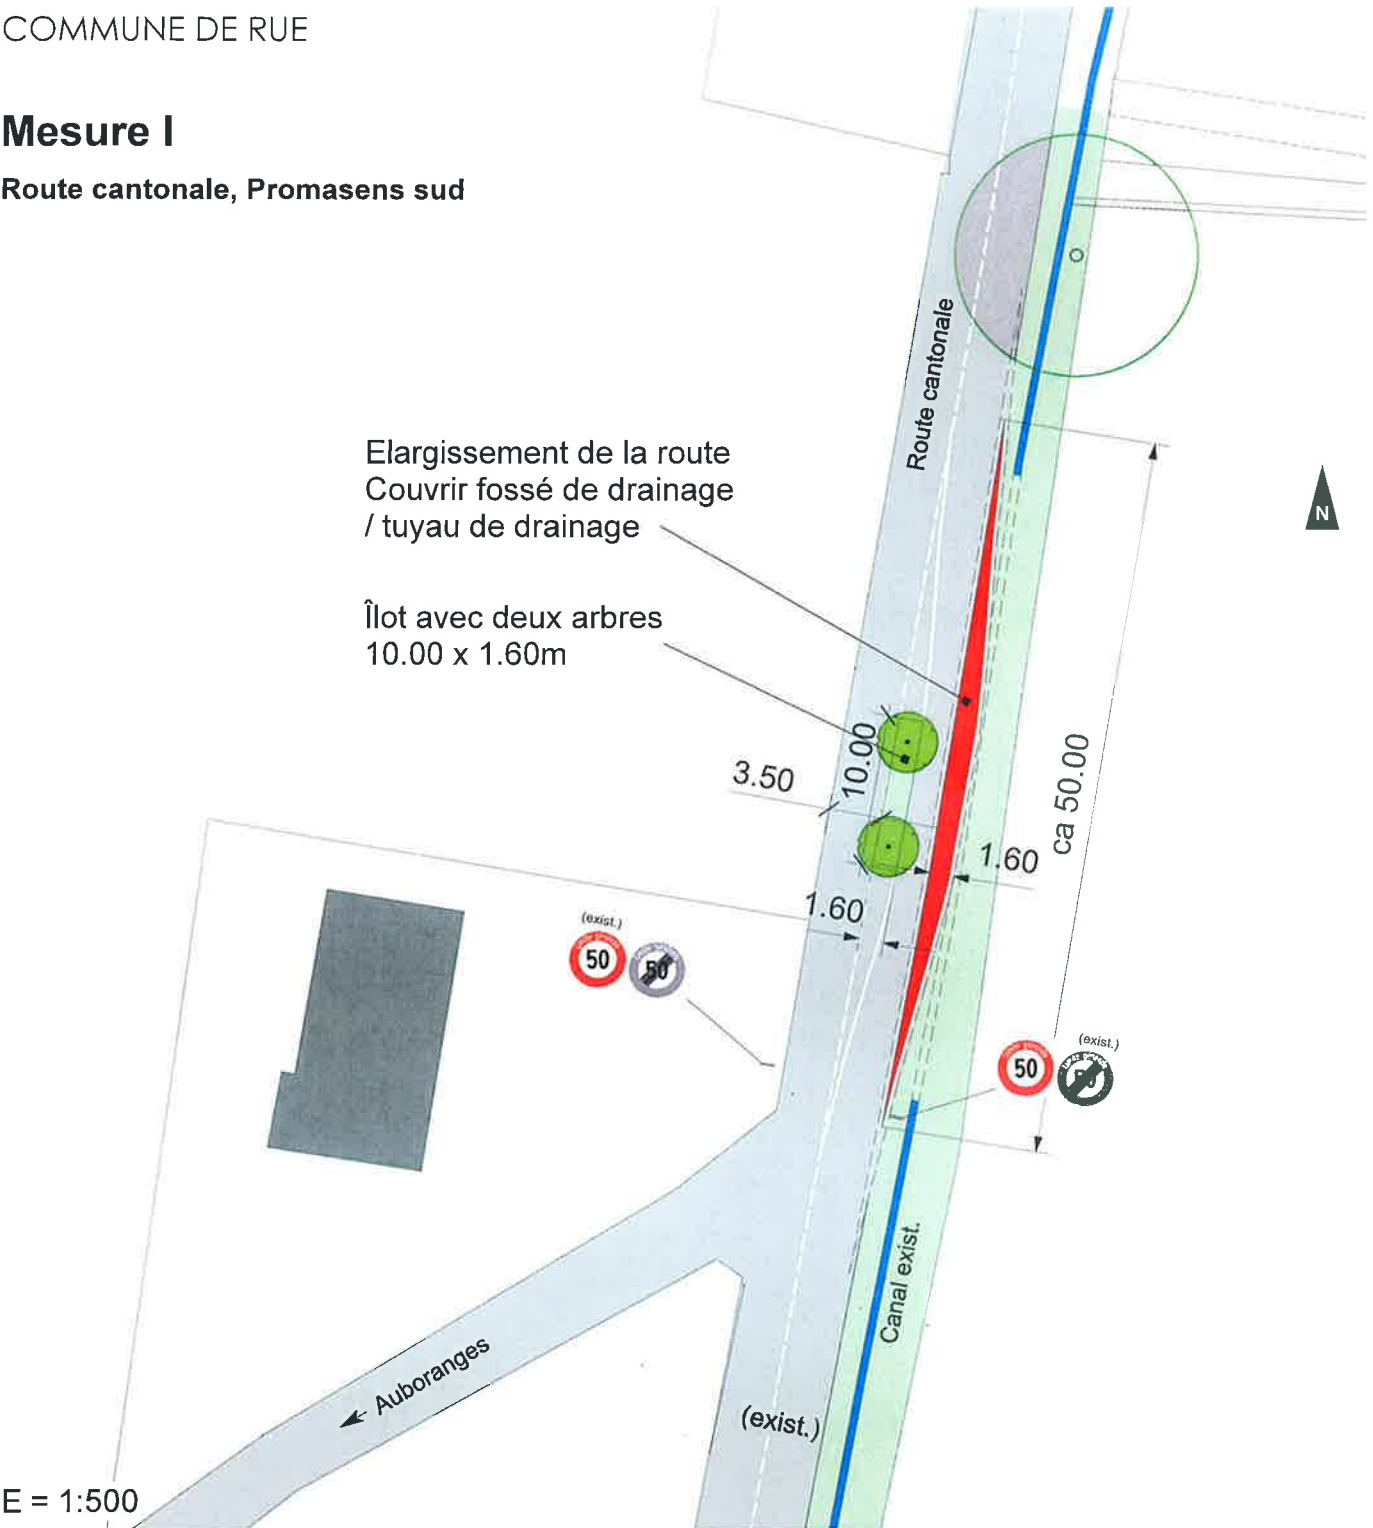 COMMUNE DE RUE
Mesure I
Route cantonale, Promasens sud
Route cantonale
Elargissement de la route
Couvrir fossé de drainage
/ tuyau de drainage
N
Îlot avec deux arbres
10.00 x 1.60m
3.50
10.00
ca 50.00
1.60
1.60
(exist.)
50
50
(exist.)
50
50
Canal exist.
Auboranges
(exist.)
E = 1:500